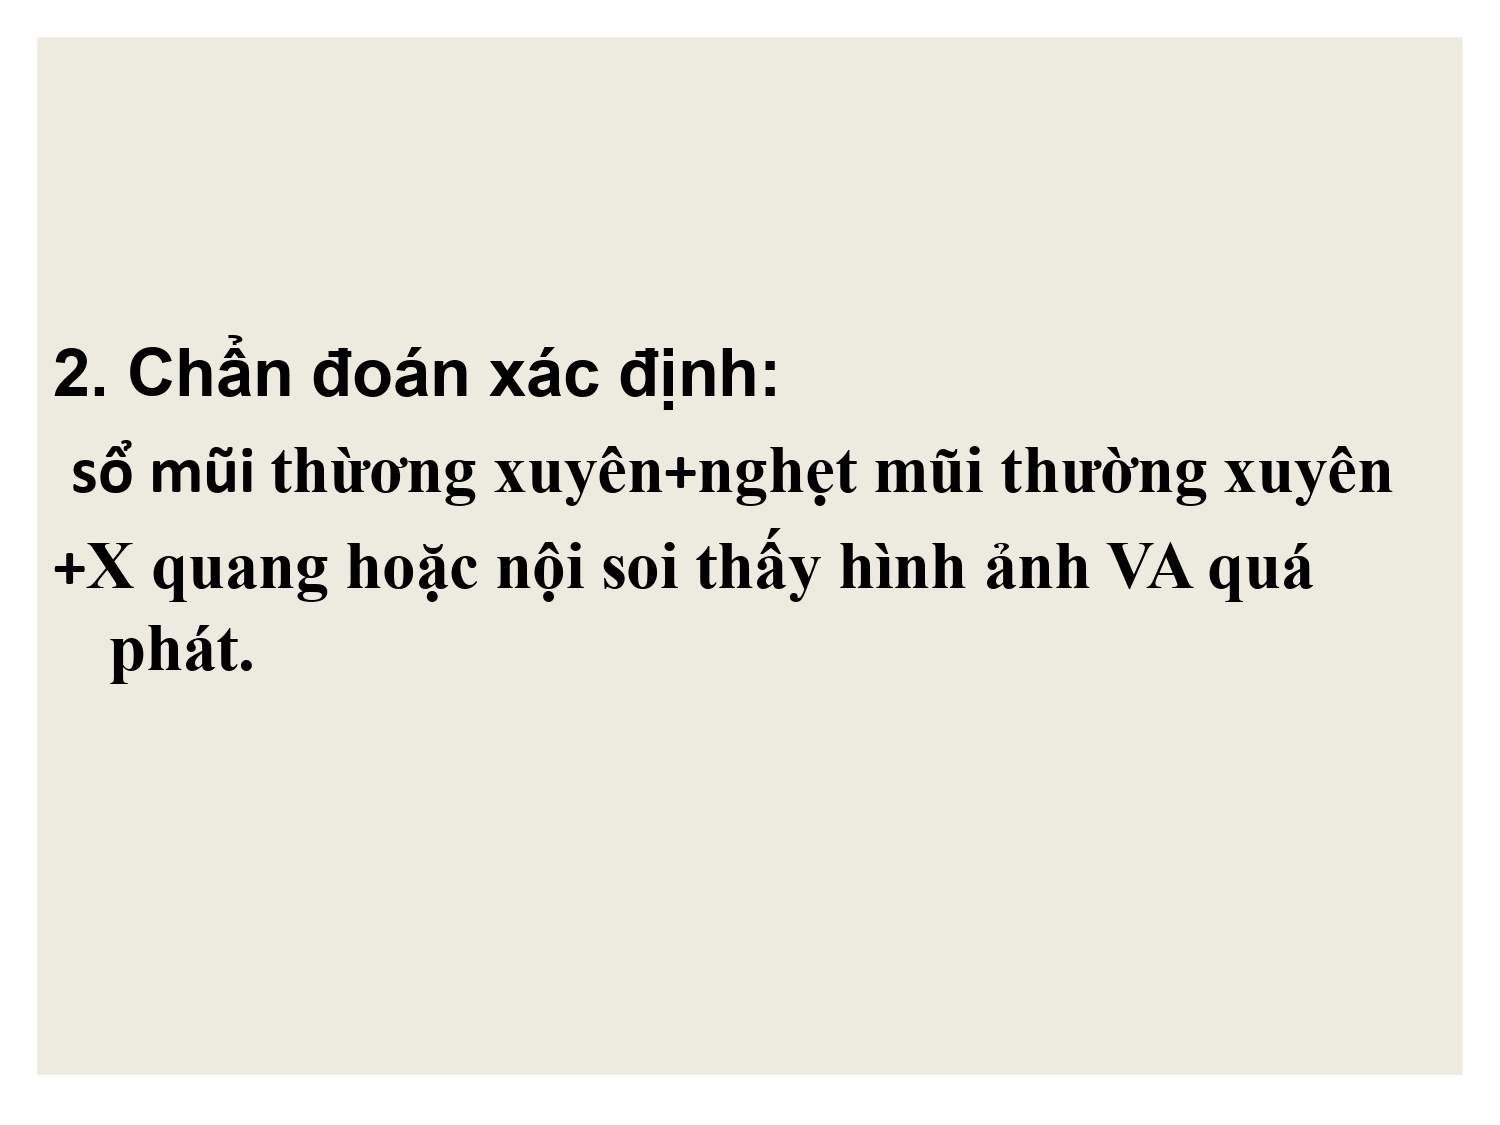 2. Chẩn đoán xác định:
sổ mũi thừơng xuyên+nghẹt mũi thường xuyên
+X quang hoặc nội soi thấy hình ảnh VA quá
phát.